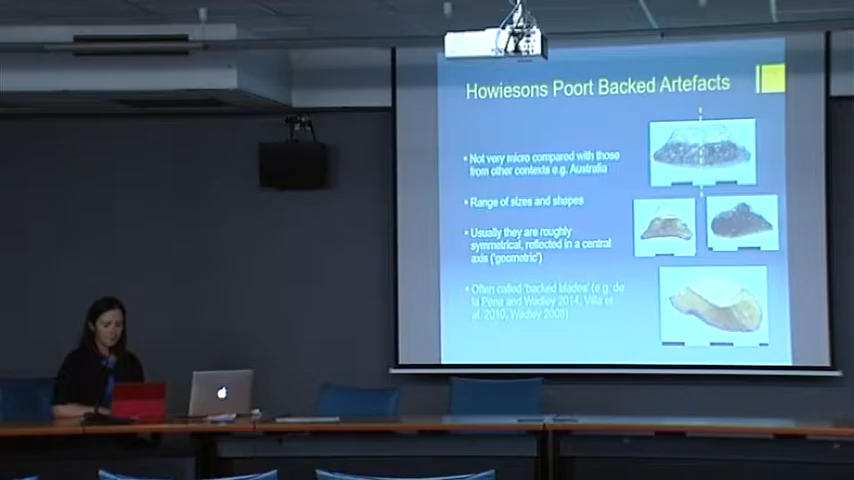 Howiesons Poort Backed Artefacts
• Not very micro compared with those
from other contexts e.g. Australia
• Range of sizes and shapes
• Usually they are roughly
symmetrical, reflected in a central
axis ('geometric')
• Often called 'backed blades' (e.g. de
la Pena and Wadley 2014, Villa et
al. 2010, Wadley 2008)